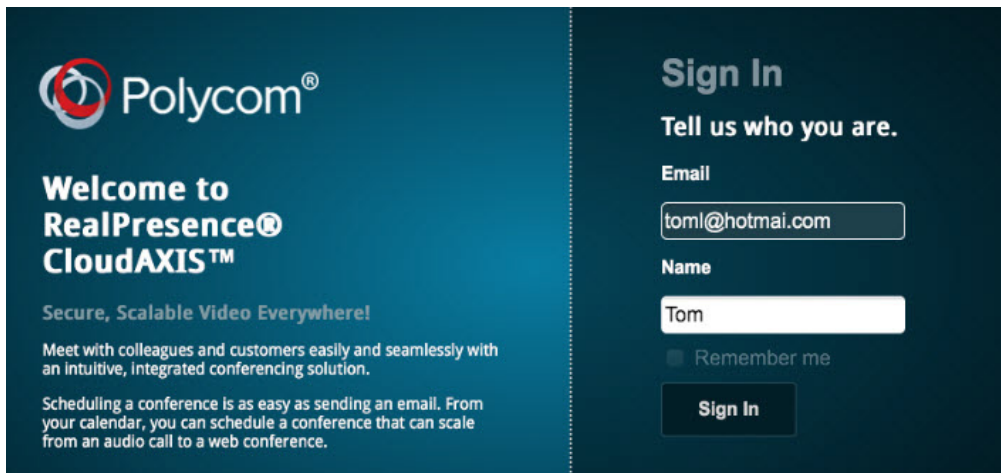 Polycom®
Welcome to
RealPresence®
CloudAXIS™
Secure, Scalable Video Everywhere!
Meet with colleagues and customers easily and seamlessly with
an intuitive, integrated conferencing solution.
Scheduling a conference is as easy as sending an email. From
your calendar, you can schedule a conference that can scale
from an audio call to a web conference.
Sign In
Tell us who you are.
Email
toml@hotmai.com
Name
Tom
Remember me
Sign In